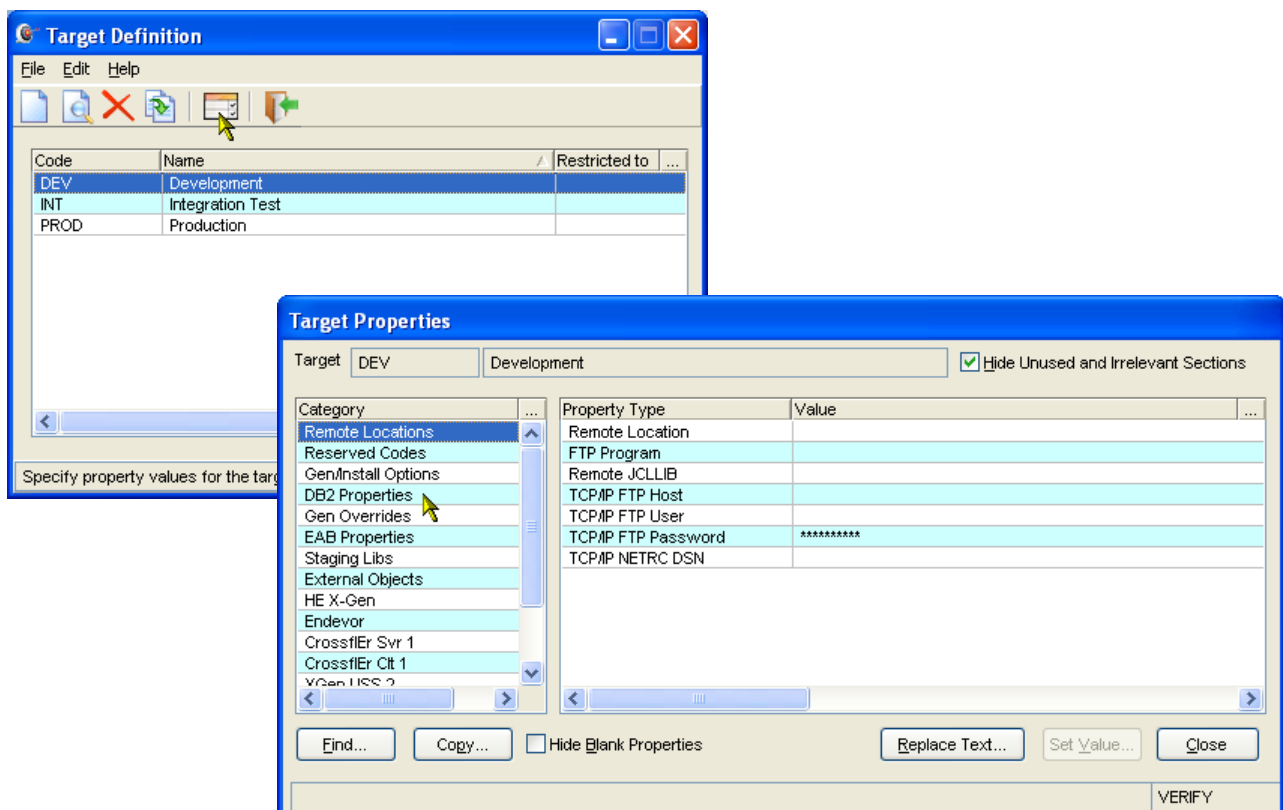 Target Definition
File Edit Help
Code Name Restricted to ...
DEV Development
INT Integration Test
PROD Production
Specify property values for the targ
Target Properties
Target DEV Development Hide Unused and Irrelevant Sections
Category ... Property Type Value ...
Remote Locations Remote Location
Reserved Codes FTP Program
Gen/Install Options Remote JCLLIB
DB2 Properties TCP/IP FTP Host
Gen Overrides TCP/IP FTP User
EAB Properties TCP/IP FTP Password **********
Staging Libs TCP/IP NETRC DSN
External Objects
HE X-Gen
Endevor
CrossflEr Svr 1
CrossflEr Clt 1
XGen USS 2
Find... Copy... Hide Blank Properties Replace Text... Set Value... Close
VERIFY